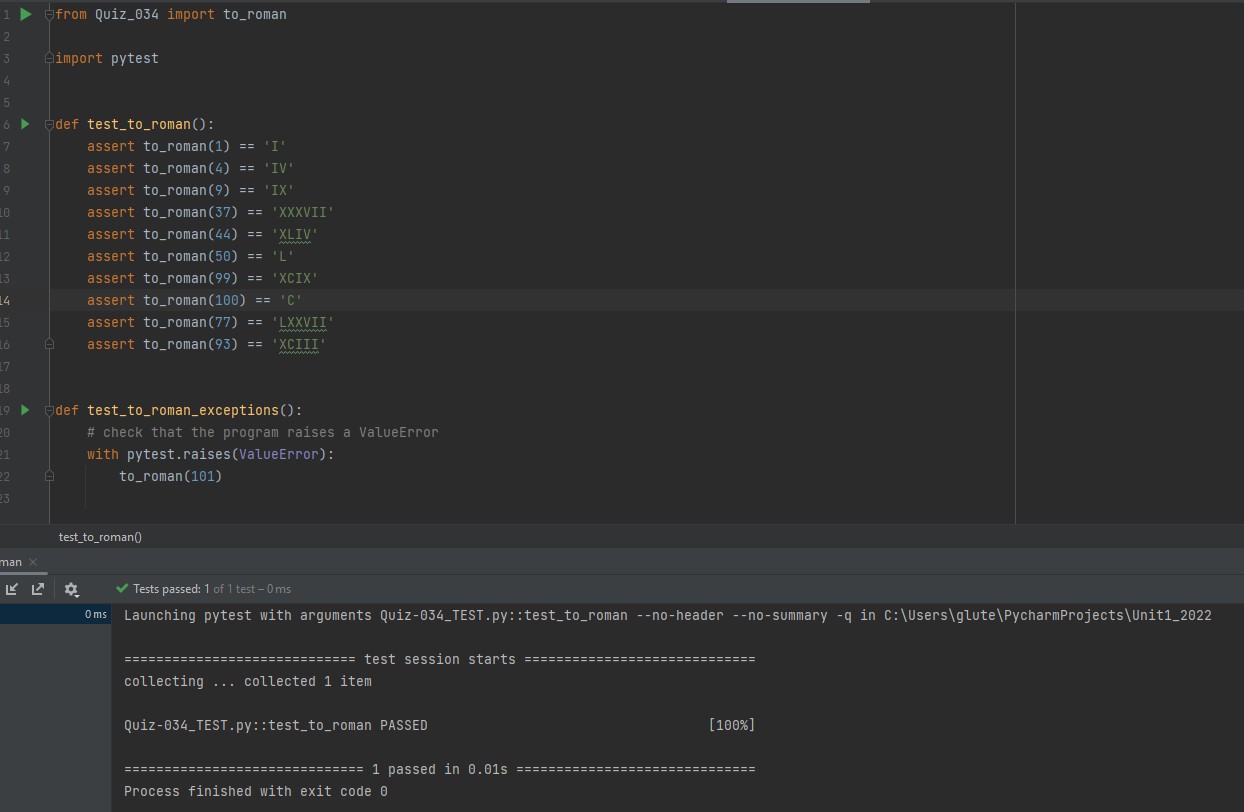 1 from Quiz_034 import to_roman
2
3 import pytest
4
5
6 def test_to_roman():
7 assert to_roman(1) == 'I'
8 assert to_roman(4) == 'IV'
9 assert to_roman(9) == 'IX'
10 assert to_roman(37) == 'XXXVII'
11 assert to_roman(44) == 'XLIV'
12 assert to_roman(50) == 'L'
13 assert to_roman(99) == 'XCIX'
14 assert to_roman(100) == 'C'
15 assert to_roman(77) == 'LXXVII'
16 assert to_roman(93) == 'XCIII'
17
18
19 def test_to_roman_exceptions():
20 # check that the program raises a ValueError
21 with pytest.raises(ValueError):
22 to_roman(101)
23
test_to_roman()
man
Tests passed: 1 of 1 test – 0 ms
0 ms
Launching pytest with arguments Quiz-034_TEST.py::test_to_roman --no-header --no-summary -q in C:\Users\glute\PycharmProjects\Unit1_2022
============================= test session starts =============================
collecting ... collected 1 item
Quiz-034_TEST.py::test_to_roman PASSED [100%]
============================== 1 passed in 0.01s ==============================
Process finished with exit code 0